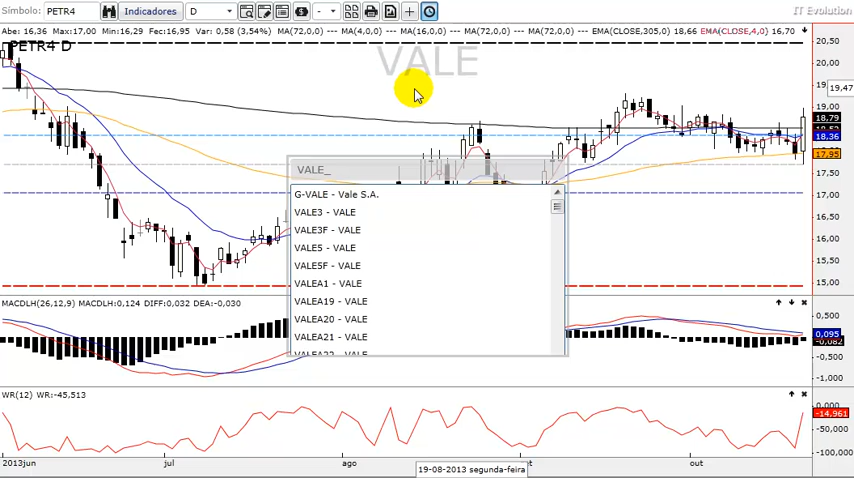 Símbolo: PETR4 Indicadores D - IT Evolution
Abe: 16,36 Max:17,00 Min:16,29 Fec:16,95 Var: 0,58 (3,54%) MA(72,0,0) --- MA(4,0,0) --- MA(16,0,0) --- MA(72,0,0) --- EMA(CLOSE,305,0) 18,66 EMA(CLOSE,4,0) 16,70
PETR4 D
VALE
20,50
20,00
19,47
19,00
18,79
18,36
17,95
17,50
17,00
16,50
16,00
15,50
15,00
VALE_
G-VALE - Vale S.A.
VALE3 - VALE
VALE3F - VALE
VALE5 - VALE
VALE5F - VALE
VALEA1 - VALE
VALEA19 - VALE
VALEA20 - VALE
VALEA21 - VALE
VALEA22 - VALE
MACDLH(26,12,9) MACDLH:0,124 DIFF:0,032 DEA:-0,030
0,500
0,095
-0,082
-0,500
-1,000
WR(12) WR:-45,513
0,000
-14,961
-50,000
-100,000
2013jun jul ago out
19-08-2013 segunda-feira